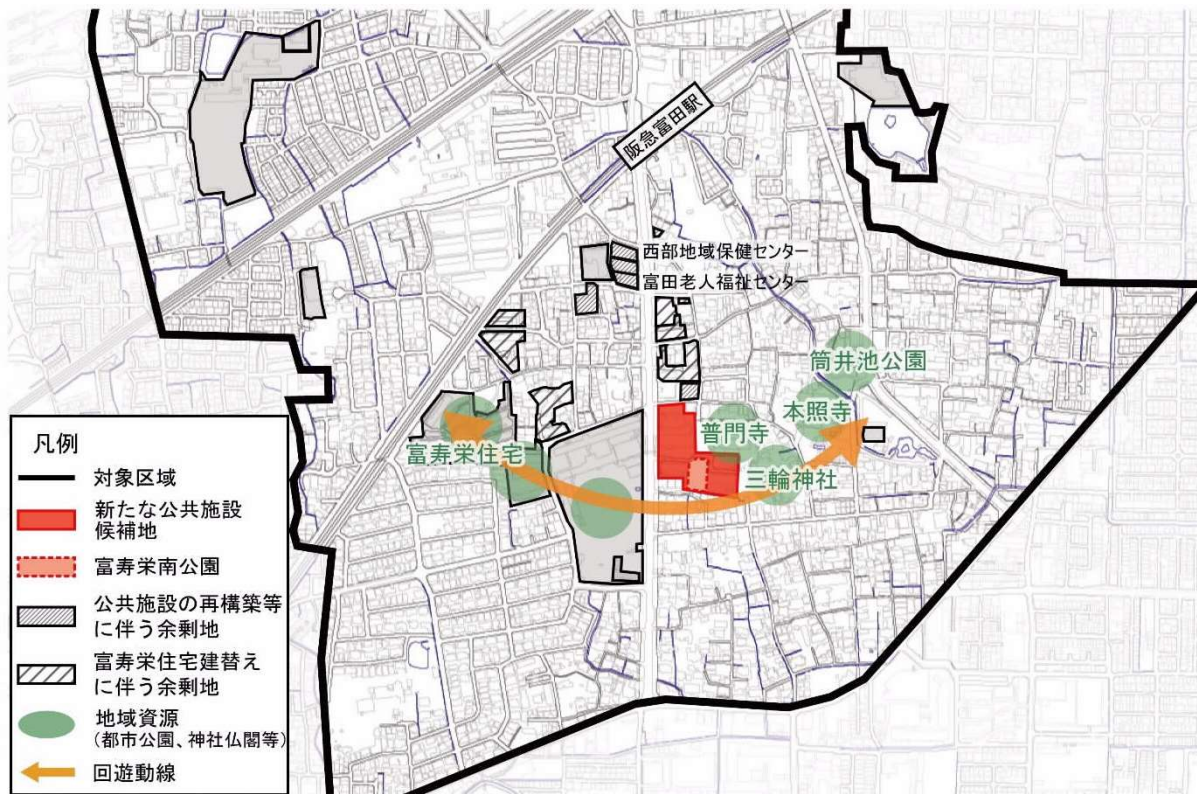 阪急富田駅
西部地域保健センター
富田老人福祉センター
筒井池公園
本照寺
普門寺
富寿栄住宅
三輪神社
凡例
対象区域
新たな公共施設
候補地
富寿栄南公園
公共施設の再構築等
に伴う余剰地
富寿栄住宅建替え
に伴う余剰地
地域資源
(都市公園、神社仏閣等)
回遊動線